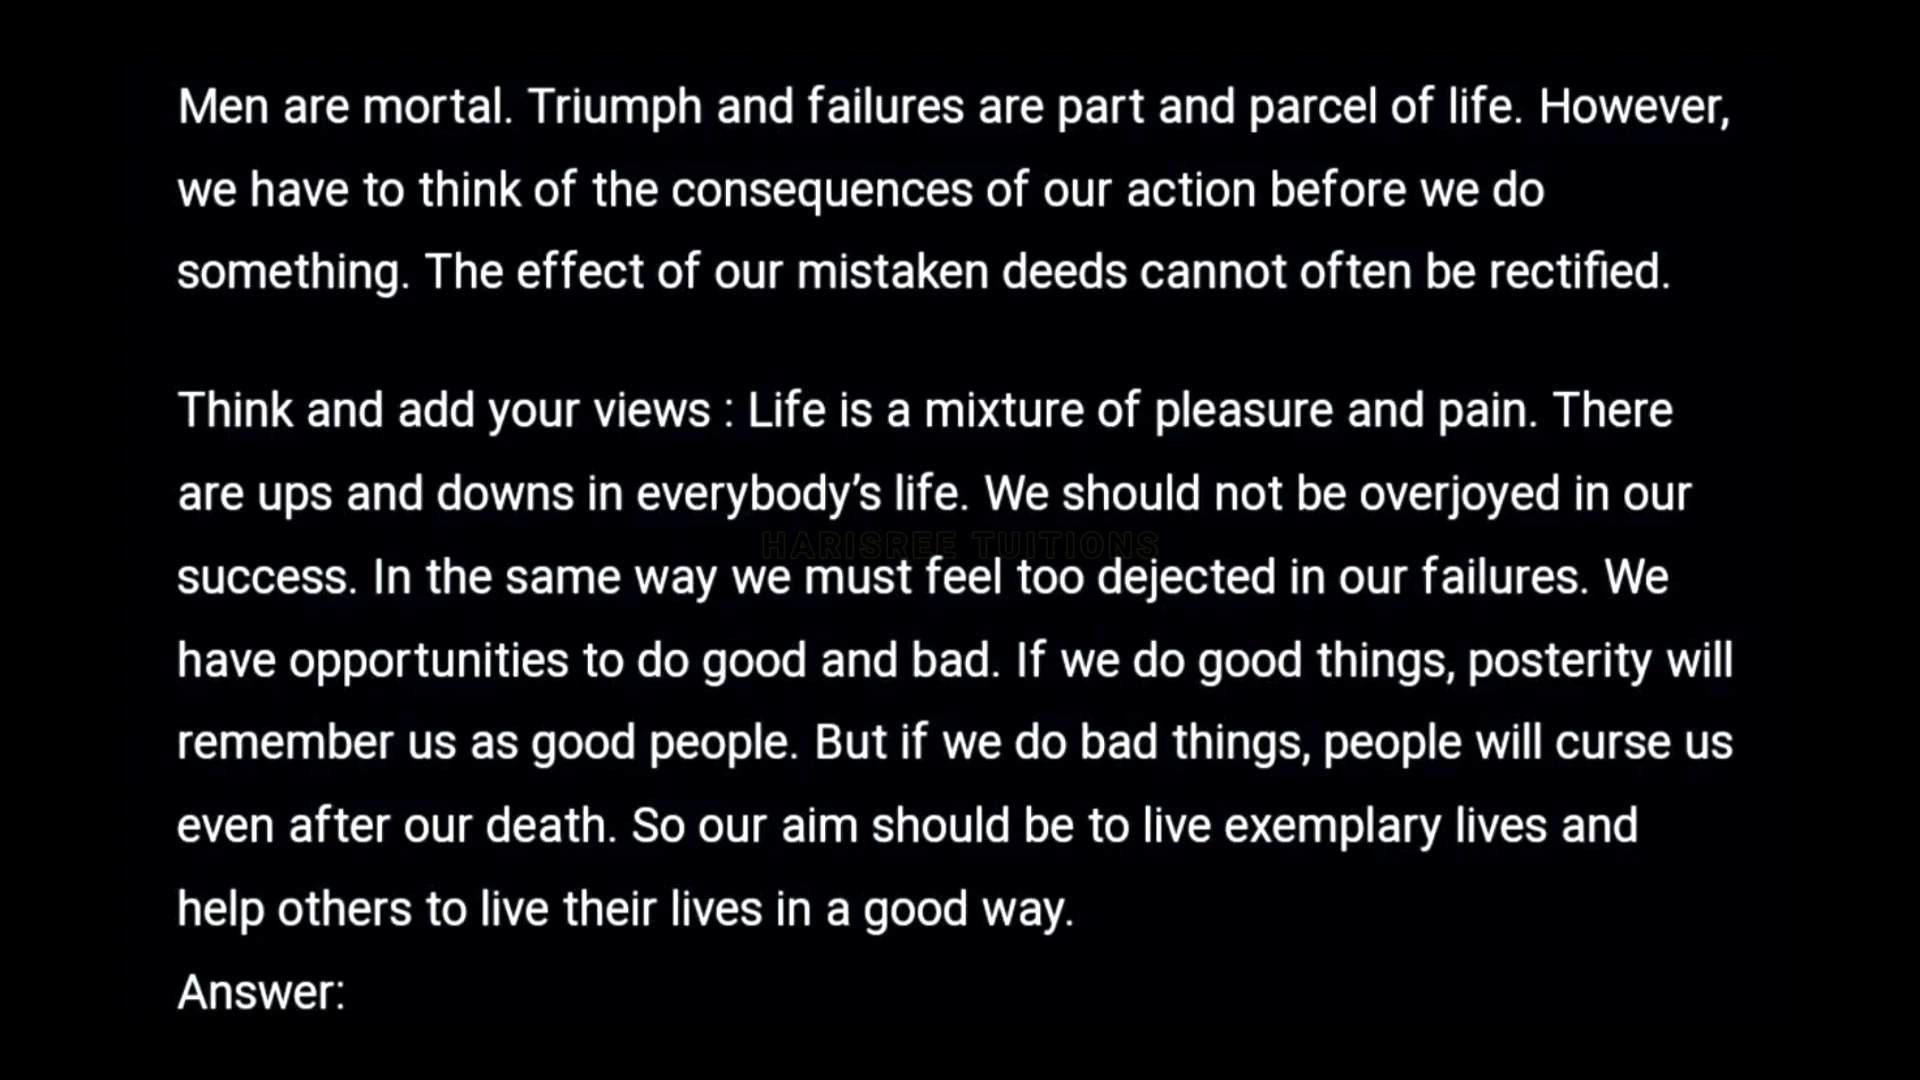 Men are mortal. Triumph and failures are part and parcel of life. However,
we have to think of the consequences of our action before we do
something. The effect of our mistaken deeds cannot often be rectified.
Think and add your views : Life is a mixture of pleasure and pain. There
are ups and downs in everybody’s life. We should not be overjoyed in our
HARISREE TUITIONS
success. In the same way we must feel too dejected in our failures. We
have opportunities to do good and bad. If we do good things, posterity will
remember us as good people. But if we do bad things, people will curse us
even after our death. So our aim should be to live exemplary lives and
help others to live their lives in a good way.
Answer: